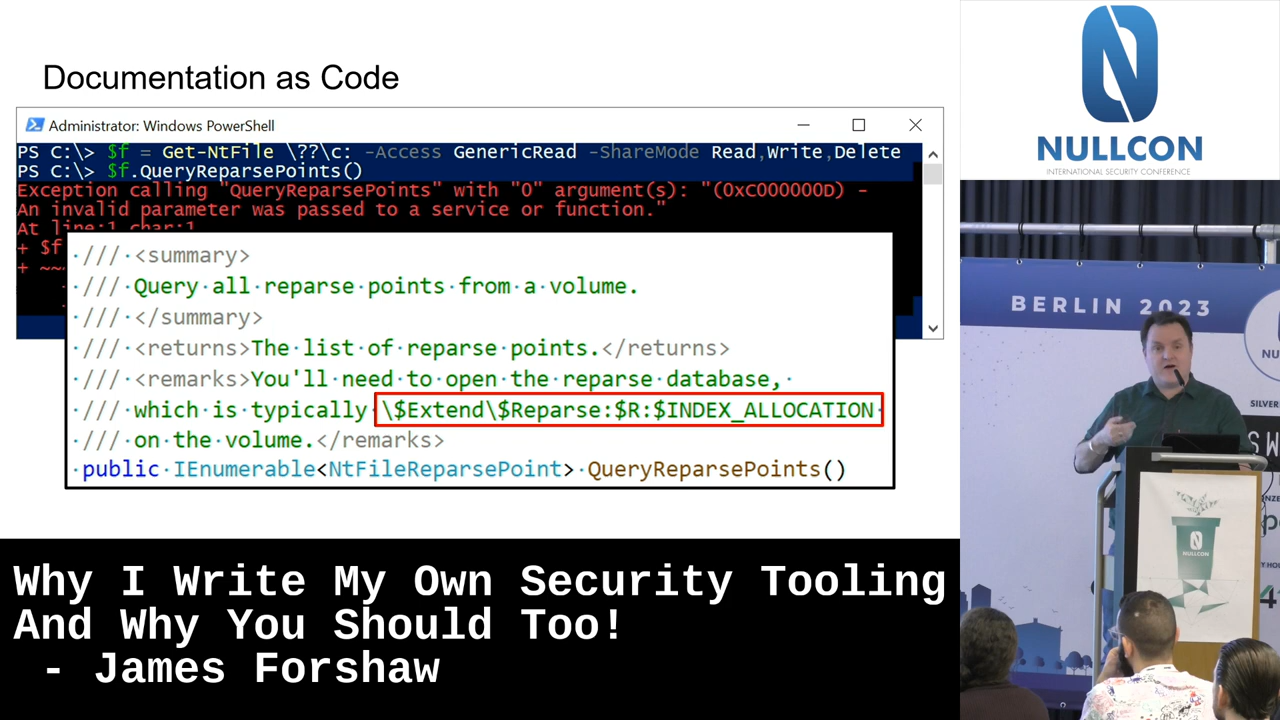 Documentation as Code
Administrator: Windows PowerShell
PS C:\> $f = Get-NtFile \??\c: -Access GenericRead -ShareMode Read,Write,Delete
PS C:\> $f.QueryReparsePoints()
Exception calling "QueryReparsePoints" with "0" argument(s): "(0xC000000D) -
An invalid parameter was passed to a service or function."
At line:1 char:1
+ $f
+ ~~
/// <summary>
/// Query all reparse points from a volume.
/// </summary>
/// <returns>The list of reparse points.</returns>
/// <remarks>You'll need to open the reparse database,
/// which is typically \$Extend\$Reparse:$R:$INDEX_ALLOCATION
/// on the volume.</remarks>
public IEnumerable<NtFileReparsePoint> QueryReparsePoints()
Why I Write My Own Security Tooling
And Why You Should Too!
- James Forshaw
NULLCON
INTERNATIONAL SECURITY CONFERENCE
BERLIN 2023
NU
SILVER
SW
NULLCON